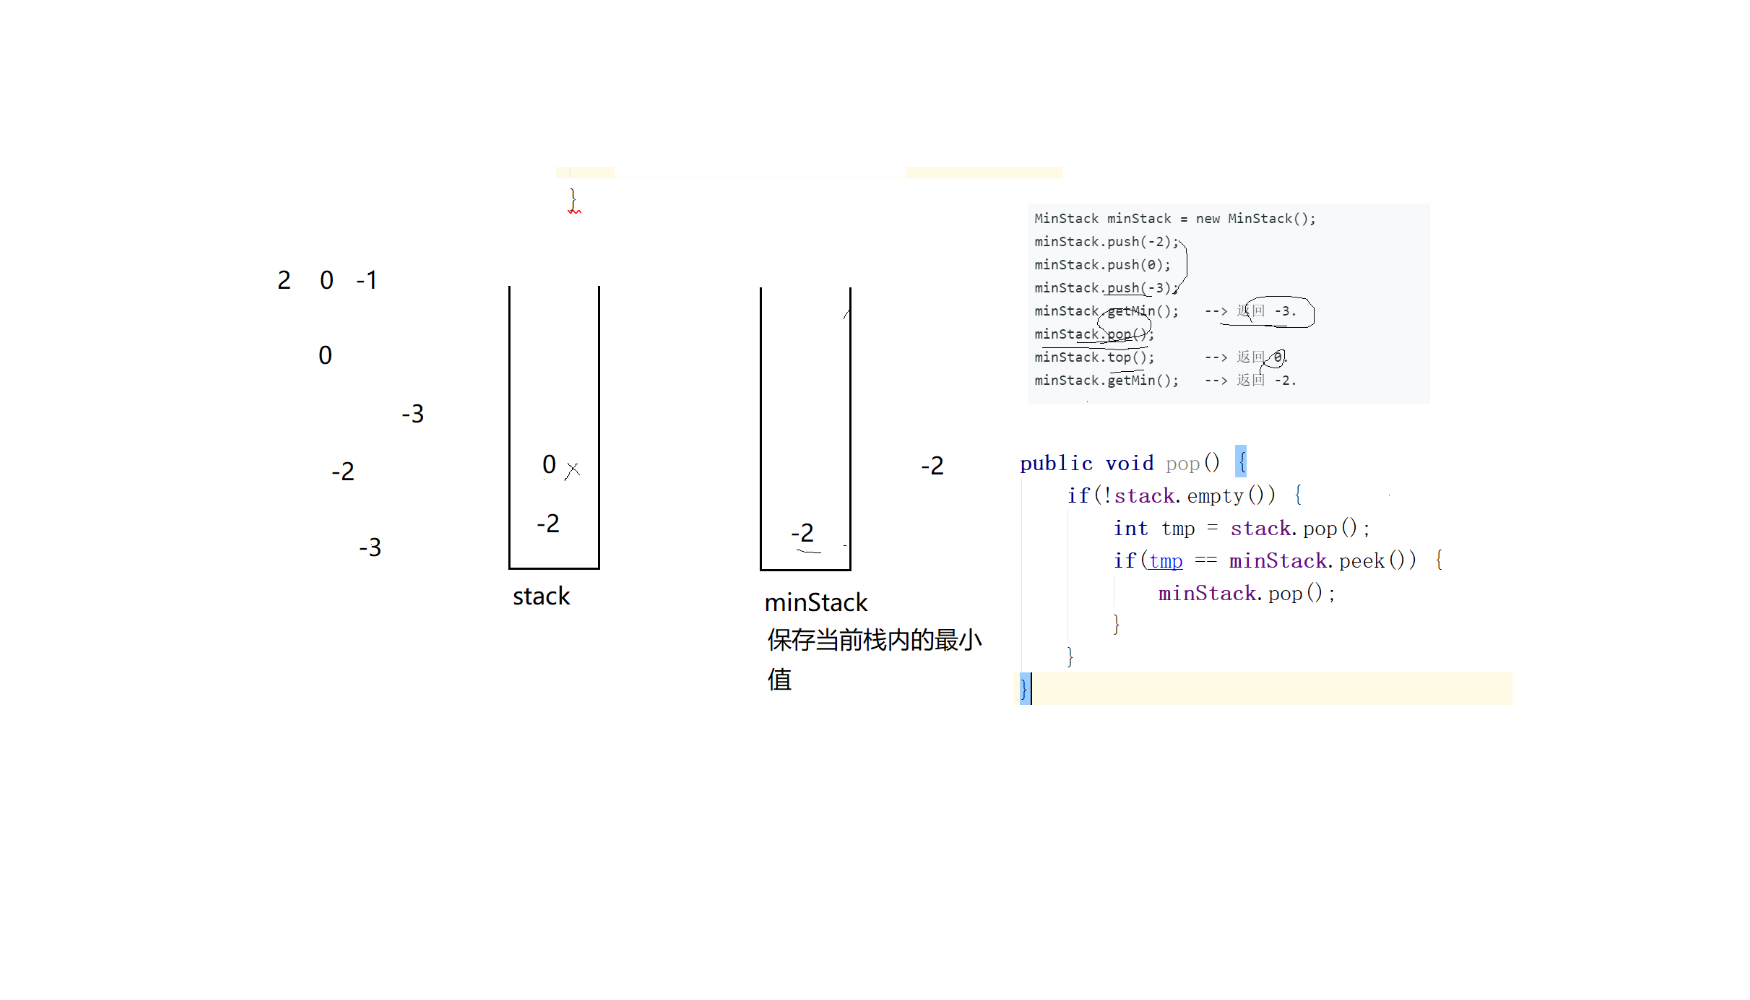 }
2 0 -1
0
-3
-2
-3
0
-2
stack
-2
minStack
保存当前栈内的最小
值
-2
MinStack minStack = new MinStack();
minStack.push(-2);
minStack.push(0);
minStack.push(-3);
minStack.getMin();   --> 返回 -3.
minStack.pop();
minStack.top();      --> 返回 0.
minStack.getMin();   --> 返回 -2.
public void pop() {
if(!stack.empty()) {
int tmp = stack.pop();
if(tmp == minStack.peek()) {
minStack.pop();
}
}
}